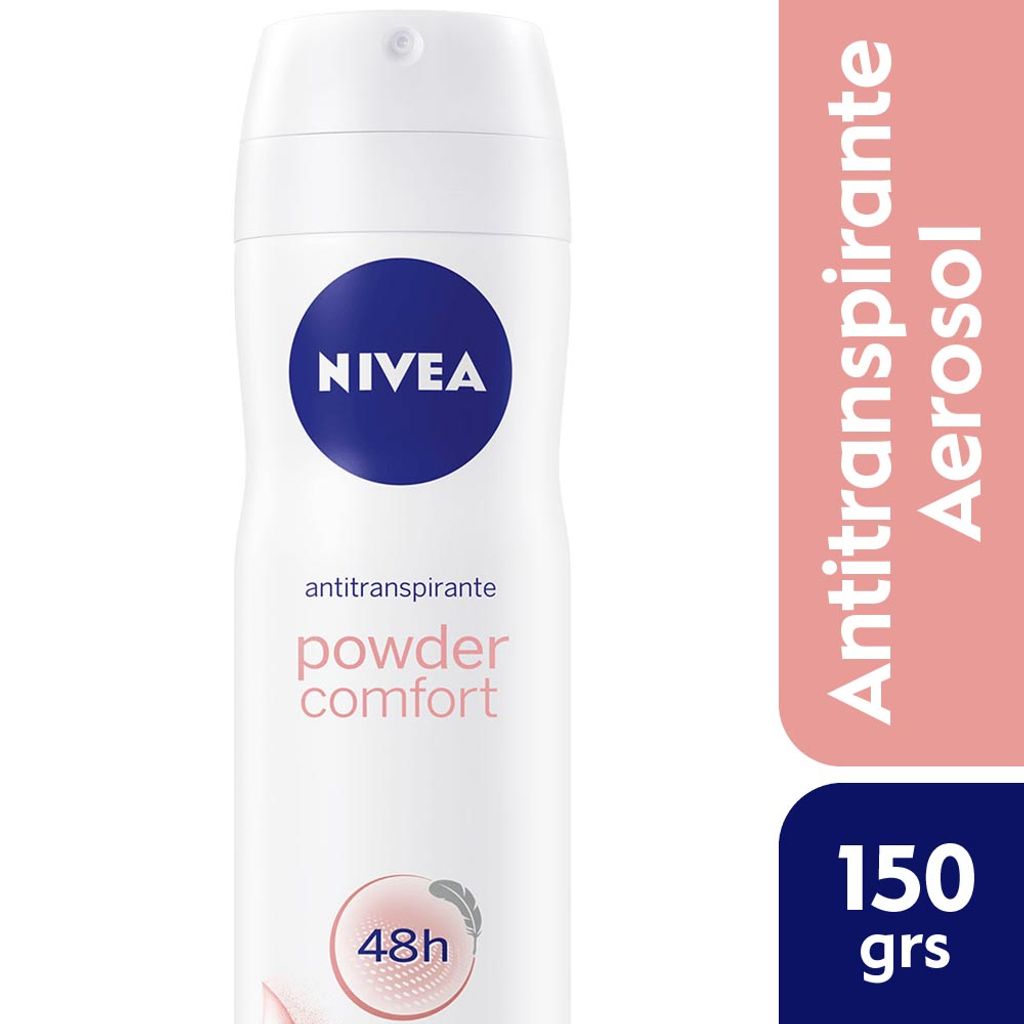 NIVEA
antitranspirante
powder
comfort
48h
Antitranspirante
Aerosol
150
grs